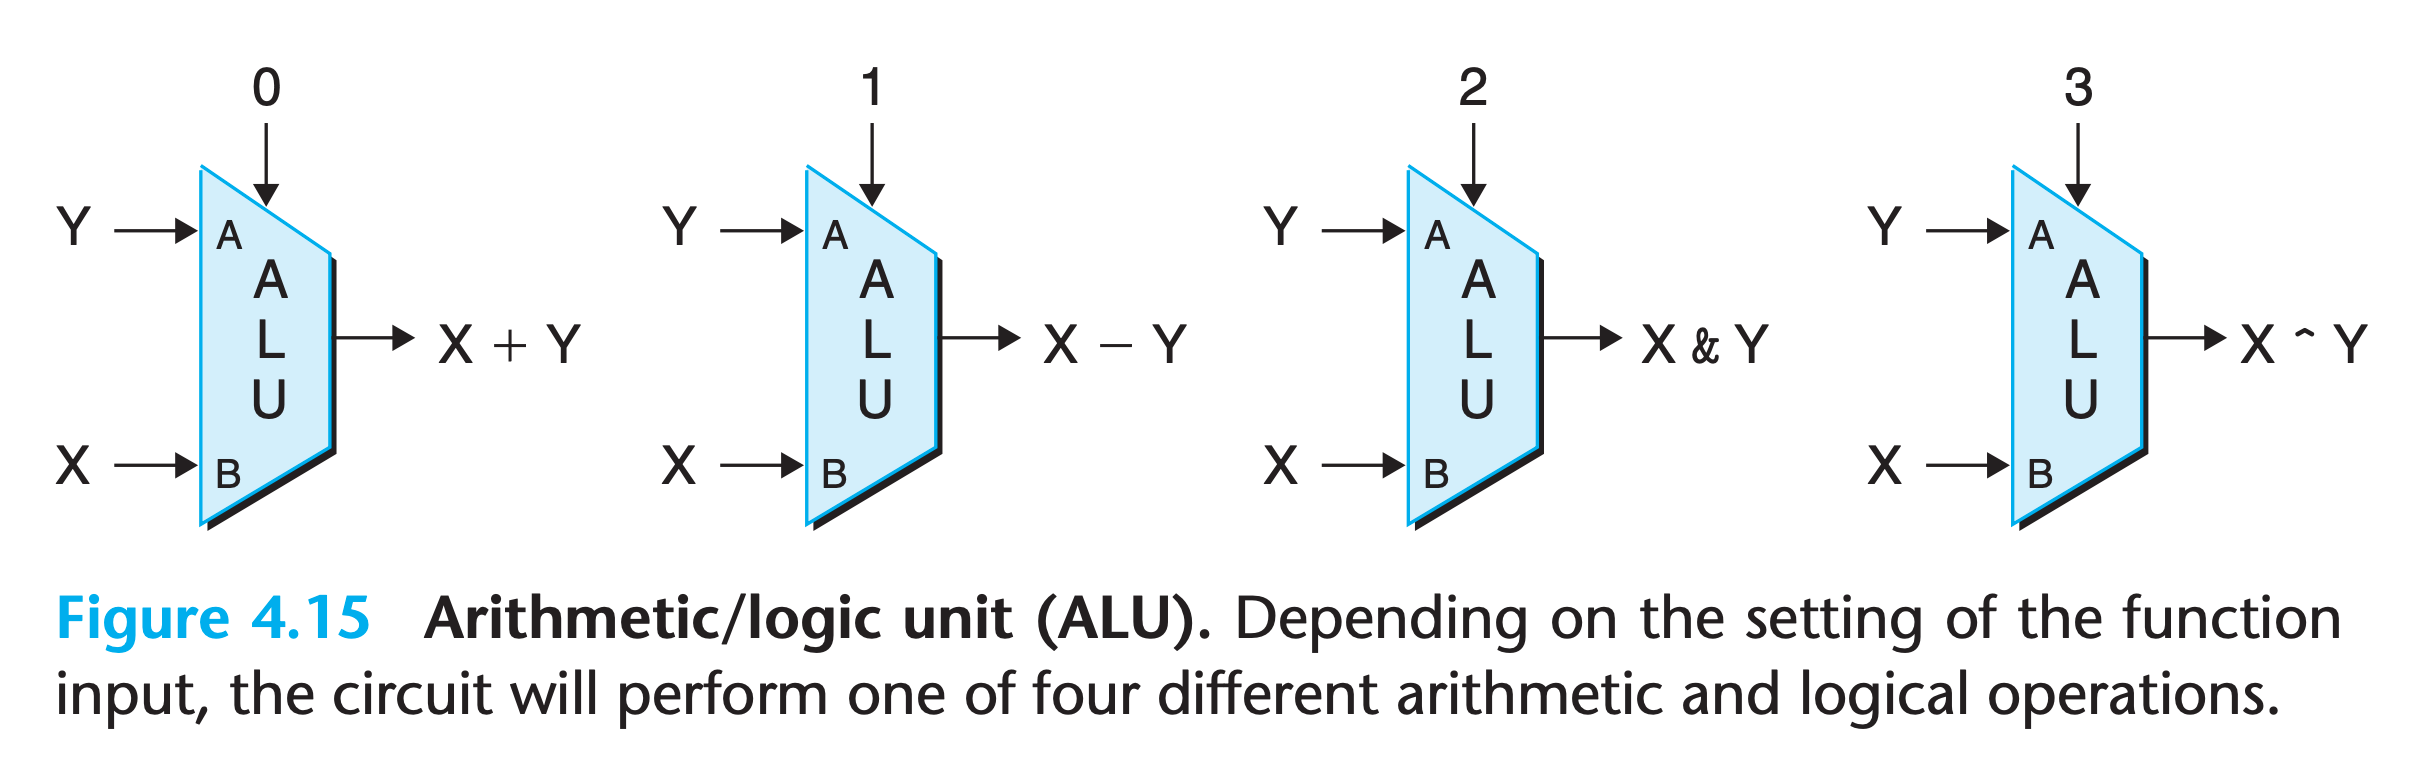 0 1 2 3
Y A Y A Y A Y A
A A A A
L X + Y L X − Y L X & Y L X ^ Y
U U U U
X B X B X B X B
Figure 4.15 Arithmetic/logic unit (ALU). Depending on the setting of the function
input, the circuit will perform one of four different arithmetic and logical operations.